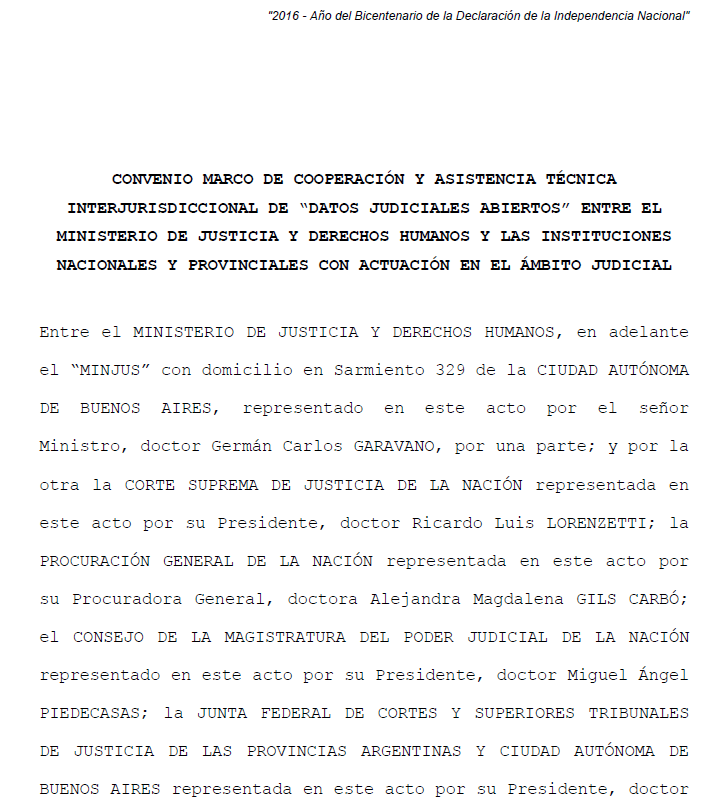 "2016 - Año del Bicentenario de la Declaración de la Independencia Nacional"
CONVENIO MARCO DE COOPERACIÓN Y ASISTENCIA TÉCNICA
INTERJURISDICCIONAL DE “DATOS JUDICIALES ABIERTOS” ENTRE EL
MINISTERIO DE JUSTICIA Y DERECHOS HUMANOS Y LAS INSTITUCIONES
NACIONALES Y PROVINCIALES CON ACTUACIÓN EN EL ÁMBITO JUDICIAL
Entre el MINISTERIO DE JUSTICIA Y DERECHOS HUMANOS, en adelante
el “MINJUS” con domicilio en Sarmiento 329 de la CIUDAD AUTÓNOMA
DE BUENOS AIRES, representado en este acto por el señor
Ministro, doctor Germán Carlos GARAVANO, por una parte; y por la
otra la CORTE SUPREMA DE JUSTICIA DE LA NACIÓN representada en
este acto por su Presidente, doctor Ricardo Luis LORENZETTI; la
PROCURACIÓN GENERAL DE LA NACIÓN representada en este acto por
su Procuradora General, doctora Alejandra Magdalena GILS CARBÓ;
el CONSEJO DE LA MAGISTRATURA DEL PODER JUDICIAL DE LA NACIÓN
representado en este acto por su Presidente, doctor Miguel Ángel
PIEDECASAS; la JUNTA FEDERAL DE CORTES Y SUPERIORES TRIBUNALES
DE JUSTICIA DE LAS PROVINCIAS ARGENTINAS Y CIUDAD AUTÓNOMA DE
BUENOS AIRES representada en este acto por su Presidente, doctor